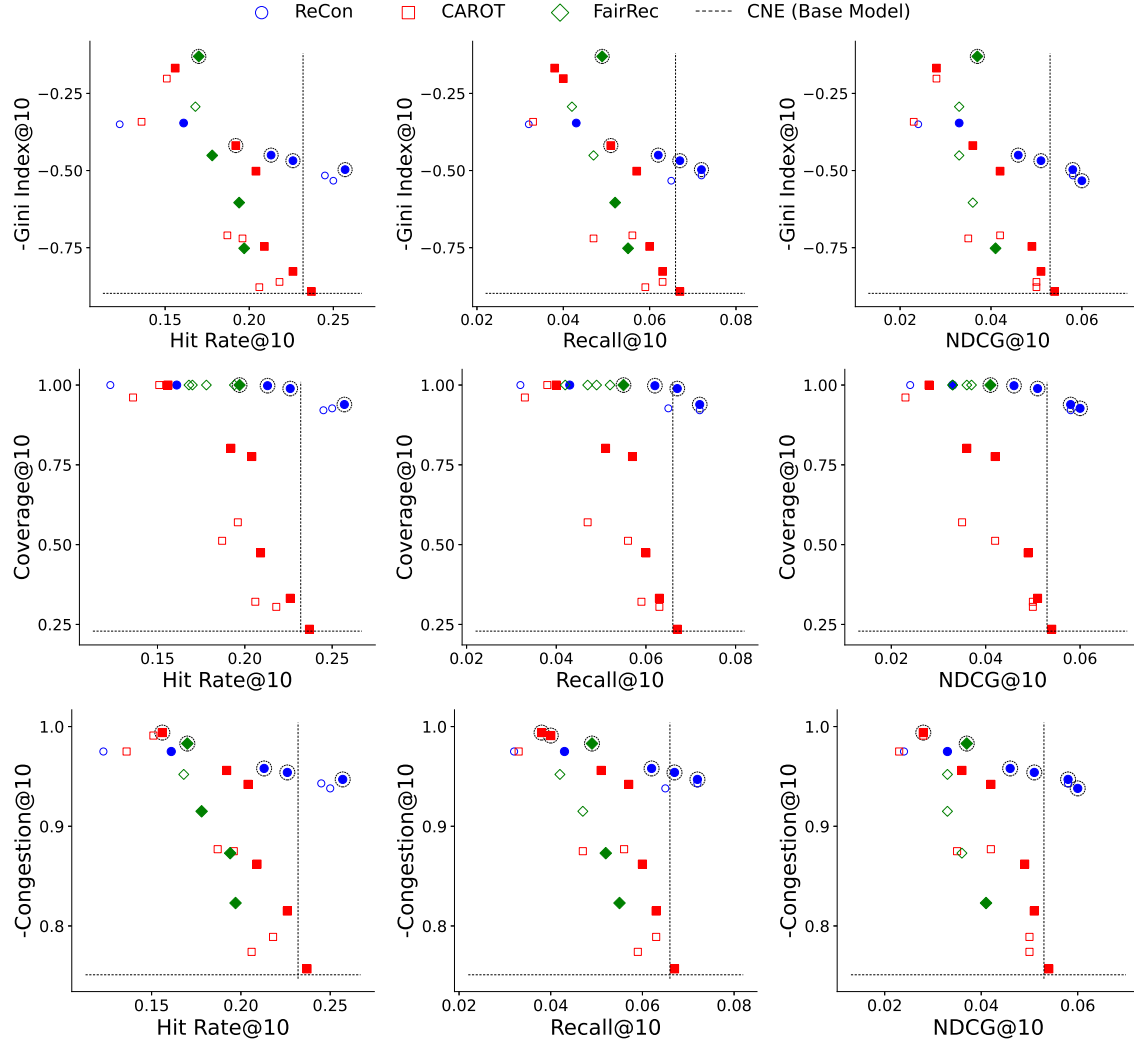 ReCon CAROT FairRec CNE (Base Model)
-Gini Index@10 -Gini Index@10 -Gini Index@10
−0.25 −0.25 −0.25
−0.50 −0.50 −0.50
−0.75 −0.75 −0.75
0.15 0.20 0.25 0.02 0.04 0.06 0.08 0.02 0.04 0.06
Hit Rate@10 Recall@10 NDCG@10
Coverage@10 Coverage@10 Coverage@10
1.00 1.00 1.00
0.75 0.75 0.75
0.50 0.50 0.50
0.25 0.25 0.25
0.15 0.20 0.25 0.02 0.04 0.06 0.08 0.02 0.04 0.06
Hit Rate@10 Recall@10 NDCG@10
-Congestion@10 -Congestion@10 -Congestion@10
1.0 1.0 1.0
0.9 0.9 0.9
0.8 0.8 0.8
0.15 0.20 0.25 0.02 0.04 0.06 0.08 0.02 0.04 0.06
Hit Rate@10 Recall@10 NDCG@10